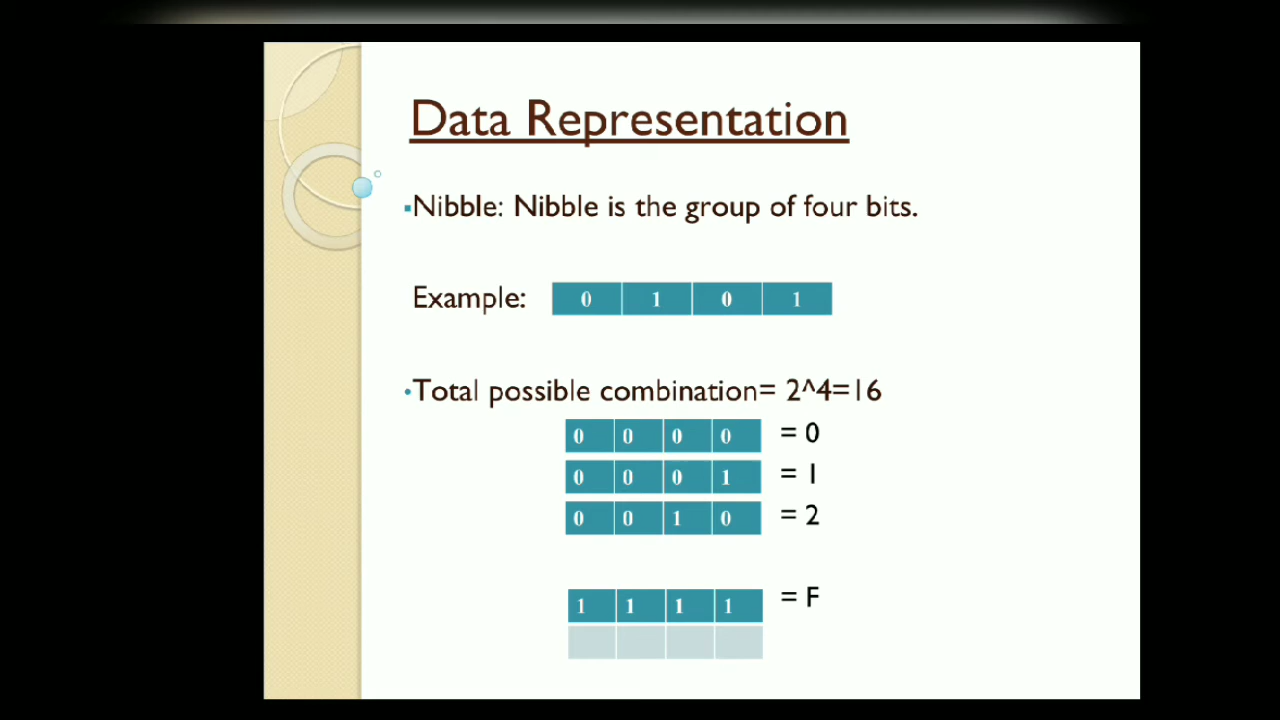 Data Representation
▪Nibble: Nibble is the group of four bits.
Example: 0 1 0 1
•Total possible combination= 2^4=16
0 0 0 0 = 0
0 0 0 1 = 1
0 0 1 0 = 2
1 1 1 1 = F